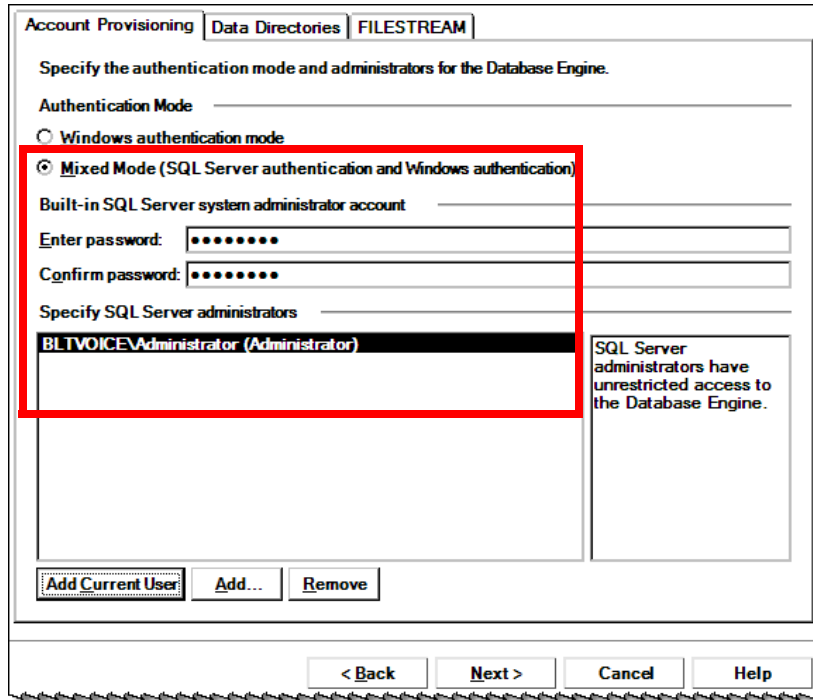 Account Provisioning Data Directories FILESTREAM
Specify the authentication mode and administrators for the Database Engine.
Authentication Mode
Windows authentication mode
Mixed Mode (SQL Server authentication and Windows authentication)
Built-in SQL Server system administrator account
Enter password: ●●●●●●●●
Confirm password: ●●●●●●●●
Specify SQL Server administrators
BLTVOICE\Administrator (Administrator)
SQL Server
administrators have
unrestricted access to
the Database Engine.
Add Current User Add... Remove
< Back Next > Cancel Help